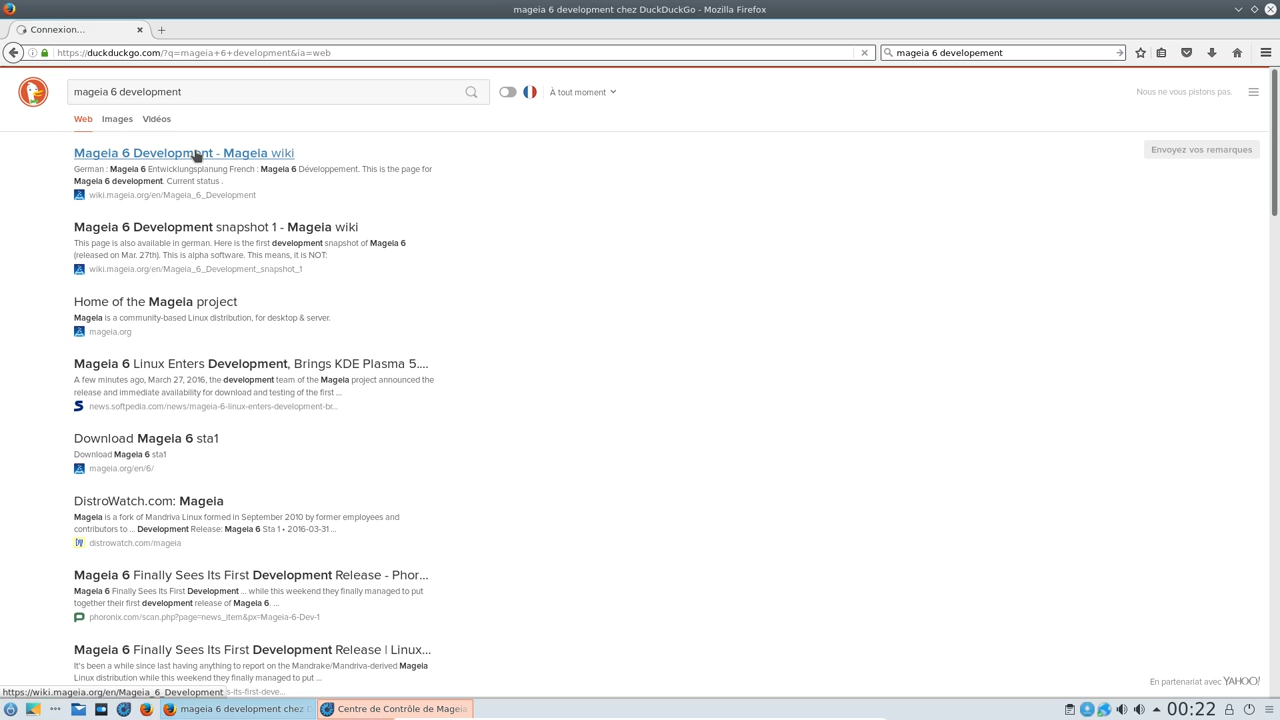 mageia 6 development chez DuckDuckGo - Mozilla Firefox
Connexion...
https://duckduckgo.com/?q=mageia+6+development&ia=web
mageia 6 developement
mageia 6 development
À tout moment
Nous ne vous pistons pas.
Web Images Vidéos
Envoyez vos remarques
Mageia 6 Development - Mageia wiki
German : Mageia 6 Entwicklungsplanung French : Mageia 6 Développement. This is the page for
Mageia 6 development. Current status .
wiki.mageia.org/en/Mageia_6_Development
Mageia 6 Development snapshot 1 - Mageia wiki
This page is also available in german. Here is the first development snapshot of Mageia 6
(released on Mar. 27th). This is alpha software. This means, it is NOT:
wiki.mageia.org/en/Mageia_6_Development_snapshot_1
Home of the Mageia project
Mageia is a community-based Linux distribution, for desktop & server.
mageia.org
Mageia 6 Linux Enters Development, Brings KDE Plasma 5....
A few minutes ago, March 27, 2016, the development team of the Mageia project announced the
release and immediate availability for download and testing of the first ...
S news.softpedia.com/news/mageia-6-linux-enters-development-br...
Download Mageia 6 sta1
Download Mageia 6 sta1
mageia.org/en/6/
DistroWatch.com: Mageia
Mageia is a fork of Mandriva Linux formed in September 2010 by former employees and
contributors to ... Development Release: Mageia 6 Sta 1 • 2016-03-31 ...
distrowatch.com/mageia
Mageia 6 Finally Sees Its First Development Release - Phor...
Mageia 6 Finally Sees Its First Development ... while this weekend they finally managed to put
together their first development release of Mageia 6. ...
phoronix.com/scan.php?page=news_item&px=Mageia-6-Dev-1
Mageia 6 Finally Sees Its First Development Release | Linux...
It's been a while since last having anything to report on the Mandrake/Mandriva-derived Mageia
Linux distribution while this weekend they finally managed to put ...
En partenariat avec YAHOO!
https://wiki.mageia.org/en/Mageia_6_Development
s-its-first-deve...
mageia 6 development chez D
Centre de Contrôle de Mageia
00:22